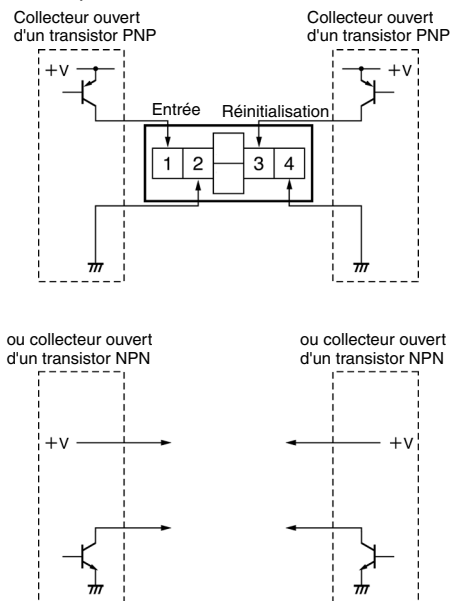 Collecteur ouvert
d'un transistor PNP
Collecteur ouvert
d'un transistor PNP
+V
+V
Entrée
Réinitialisation
1 2 3 4
ou collecteur ouvert
d'un transistor NPN
ou collecteur ouvert
d'un transistor NPN
+V
+V